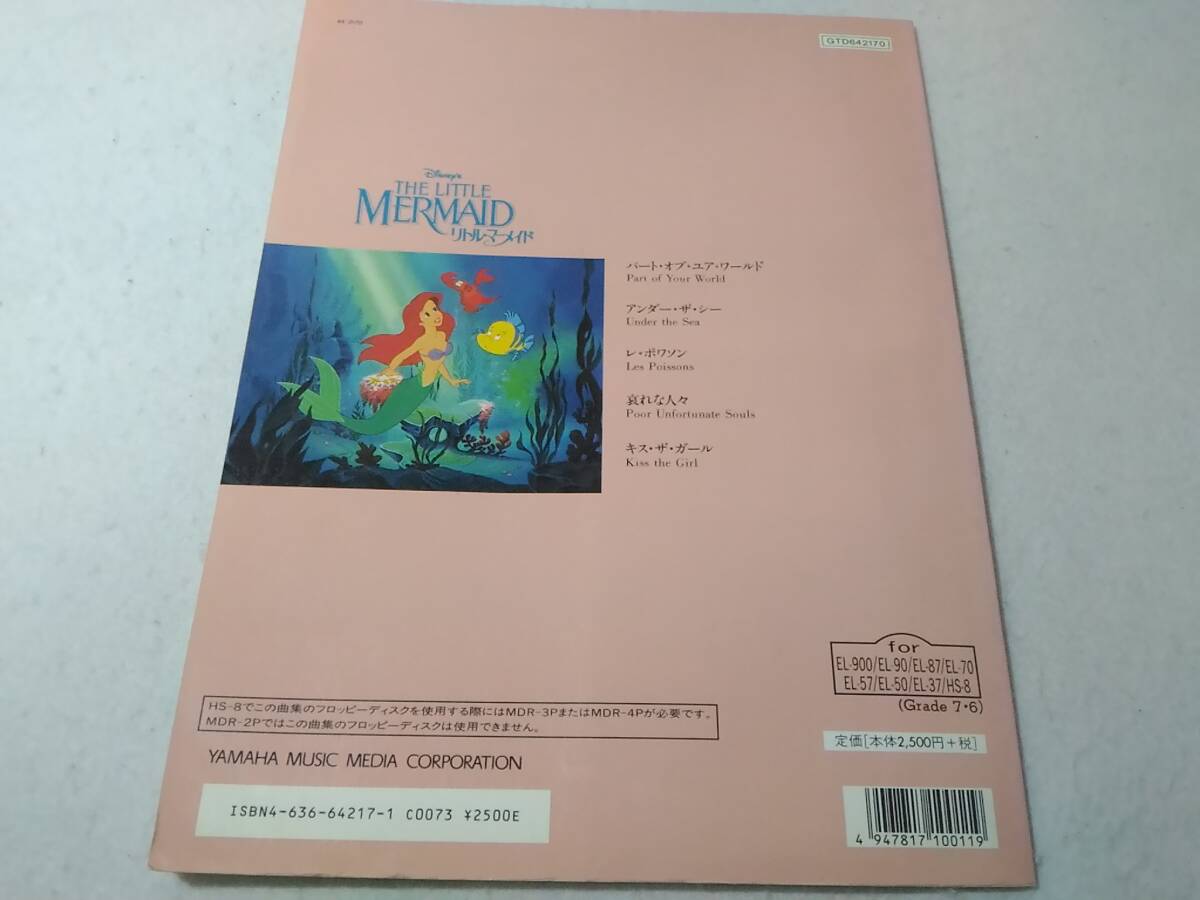 GTD642170
Disney's
THE LITTLE
MERMAID
リトル・マーメイド
パート・オブ・ユア・ワールド
Part of Your World
アンダー・ザ・シー
Under the Sea
レ・ポワソン
Les Poissons
哀れな人々
Poor Unfortunate Souls
キス・ザ・ガール
Kiss the Girl
for
EL-900/EL-90/EL-87/EL-70
EL-57/EL-50/EL-37/HS-8
(Grade 7・6)
HS-8でこの曲集のフロッピーディスクを使用する際にはMDR-3PまたはMDR-4Pが必要です。
MDR-2Pではこの曲集のフロッピーディスクは使用できません。
定価[本体2,500円+税]
YAMAHA MUSIC MEDIA CORPORATION
ISBN4-636-64217-1 C0073 ¥2500E
4 947817 100119